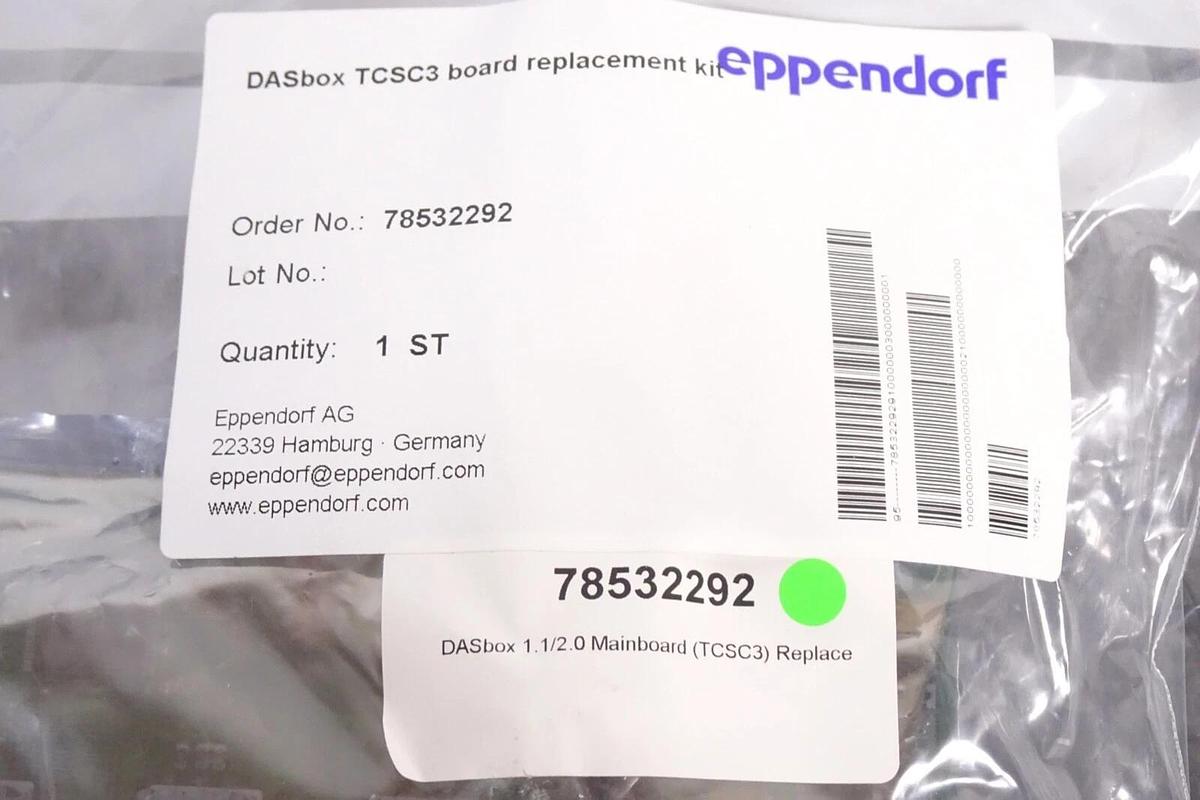 DASbox TCSC3 board replacement kit
eppendorf
Order No.: 78532292
Lot No.:
Quantity: 1 ST
Eppendorf AG
22339 Hamburg · Germany
eppendorf@eppendorf.com
www.eppendorf.com
78532292
78532292
DASbox 1.1/2.0 Mainboard (TCSC3) Replace